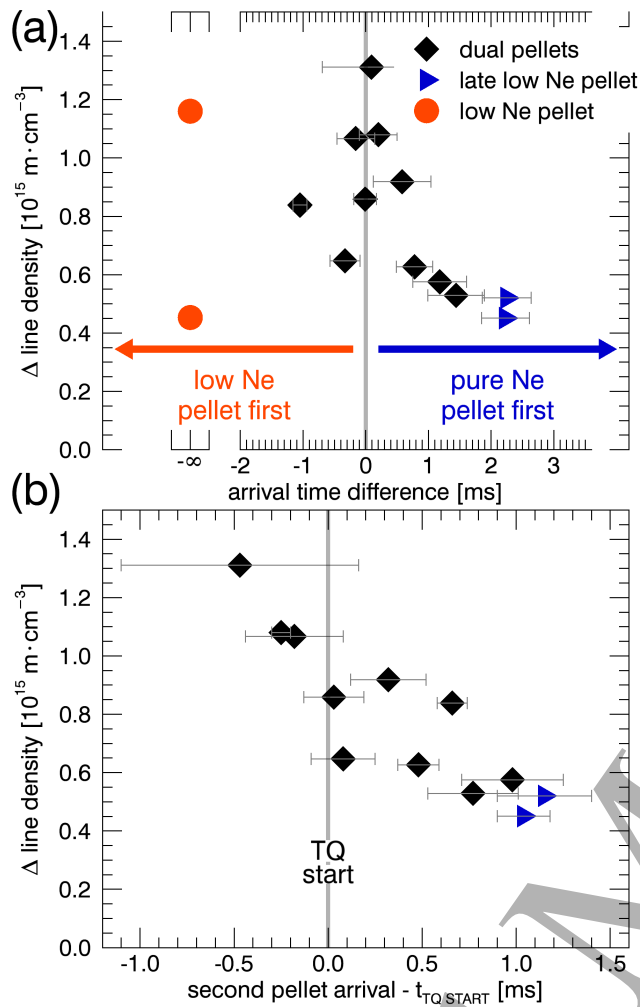 (a)
1.4
1.2
1.0
0.8
0.6
0.4
0.2
0.0
Δ line density [10¹⁵ m·cm⁻³]
dual pellets
late low Ne pellet
low Ne pellet
low Ne
pellet first
pure Ne
pellet first
-∞ -2 -1 0 1 2 3
arrival time difference [ms]
(b)
1.4
1.2
1.0
0.8
0.6
0.4
0.2
0.0
Δ line density [10¹⁵ m·cm⁻³]
TQ
start
-1.0 -0.5 0.0 0.5 1.0 1.5
second pellet arrival - t_TQ START [ms]